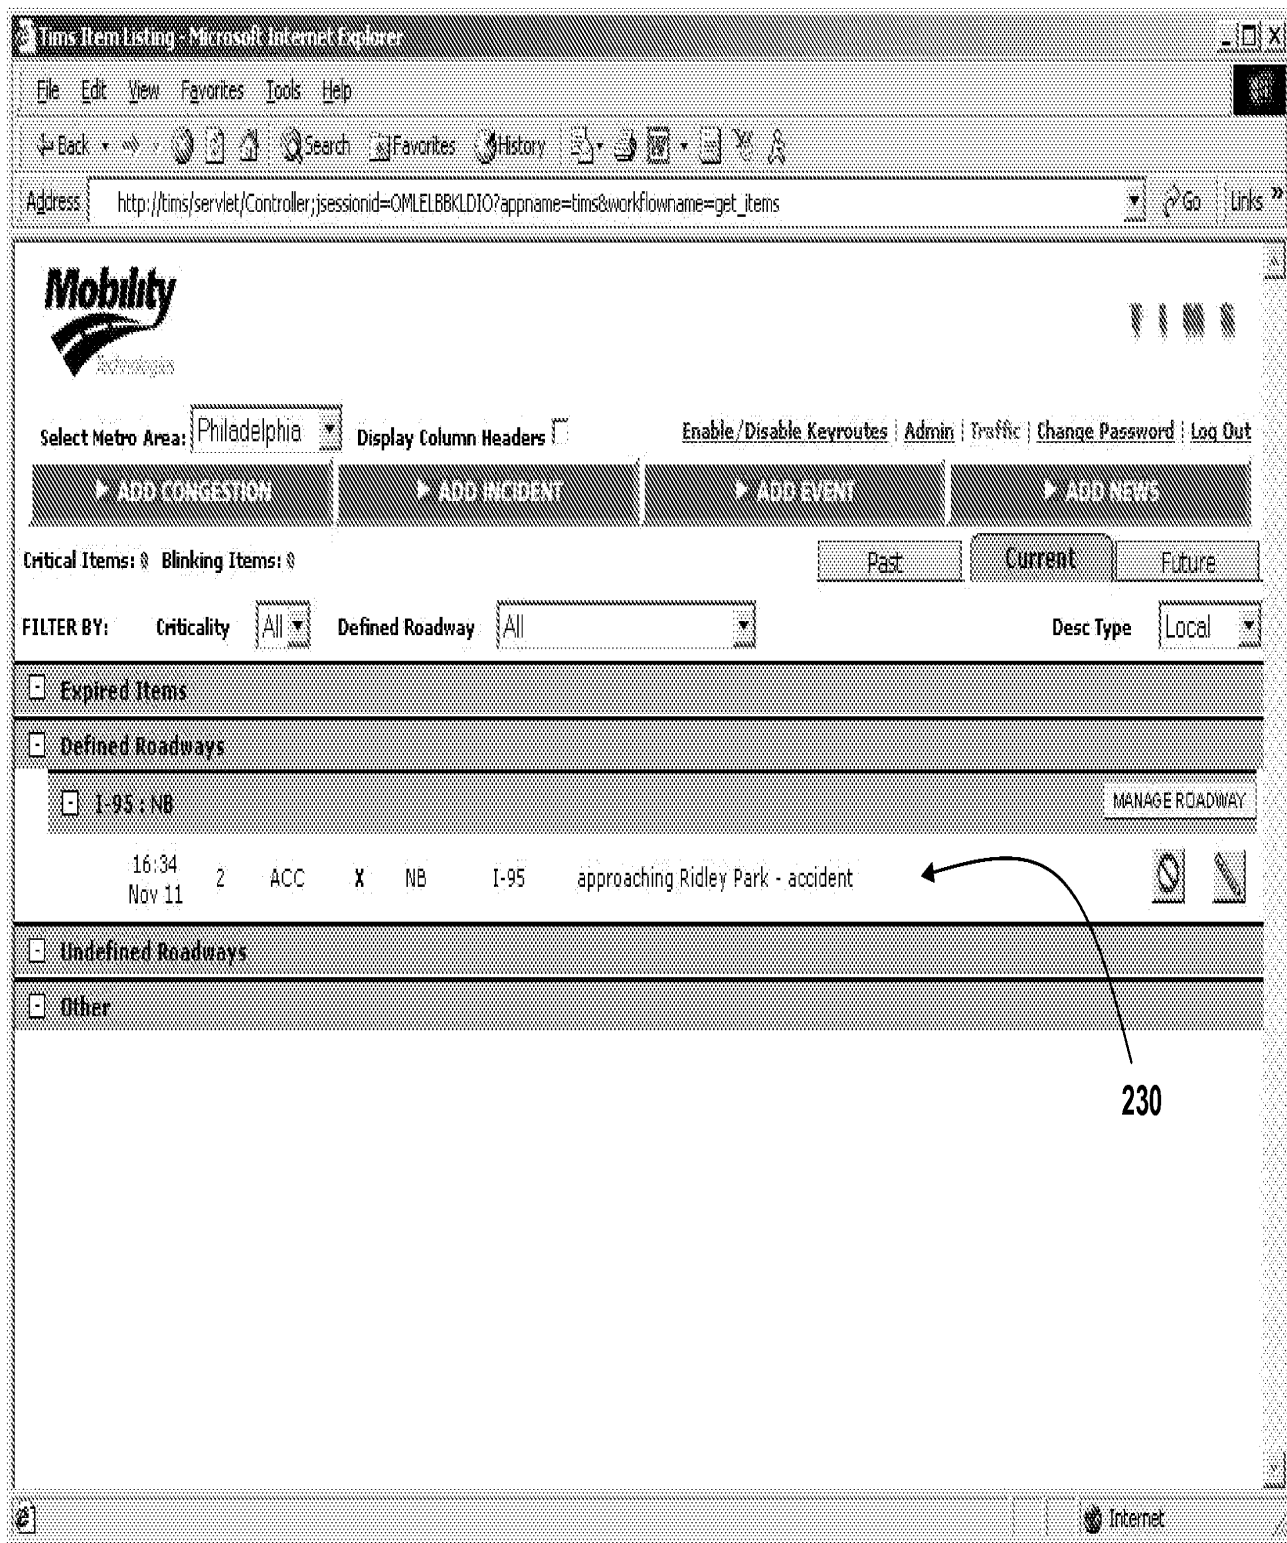 Tims Item Listing - Microsoft Internet Explorer
File Edit View Favorites Tools Help
Back Search Favorites History
Address http://tims/servlet/Controller;jsessionid=OMLELBBKLDIO?appname=tims&workflowname=get_items Go Links »
Mobility
Technologies
T I M S
Select Metro Area: Philadelphia Display Column Headers Enable/Disable Keyroutes | Admin | Traffic | Change Password | Log Out
ADD CONGESTION ADD INCIDENT ADD EVENT ADD NEWS
Critical Items: 0 Blinking Items: 0 Past Current Future
FILTER BY: Criticality All Defined Roadway All Desc Type Local
Expired Items
Defined Roadways
I-95 : NB MANAGE ROADWAY
16:34
Nov 11 2 ACC X NB I-95 approaching Ridley Park - accident
Undefined Roadways
Other
230
Internet